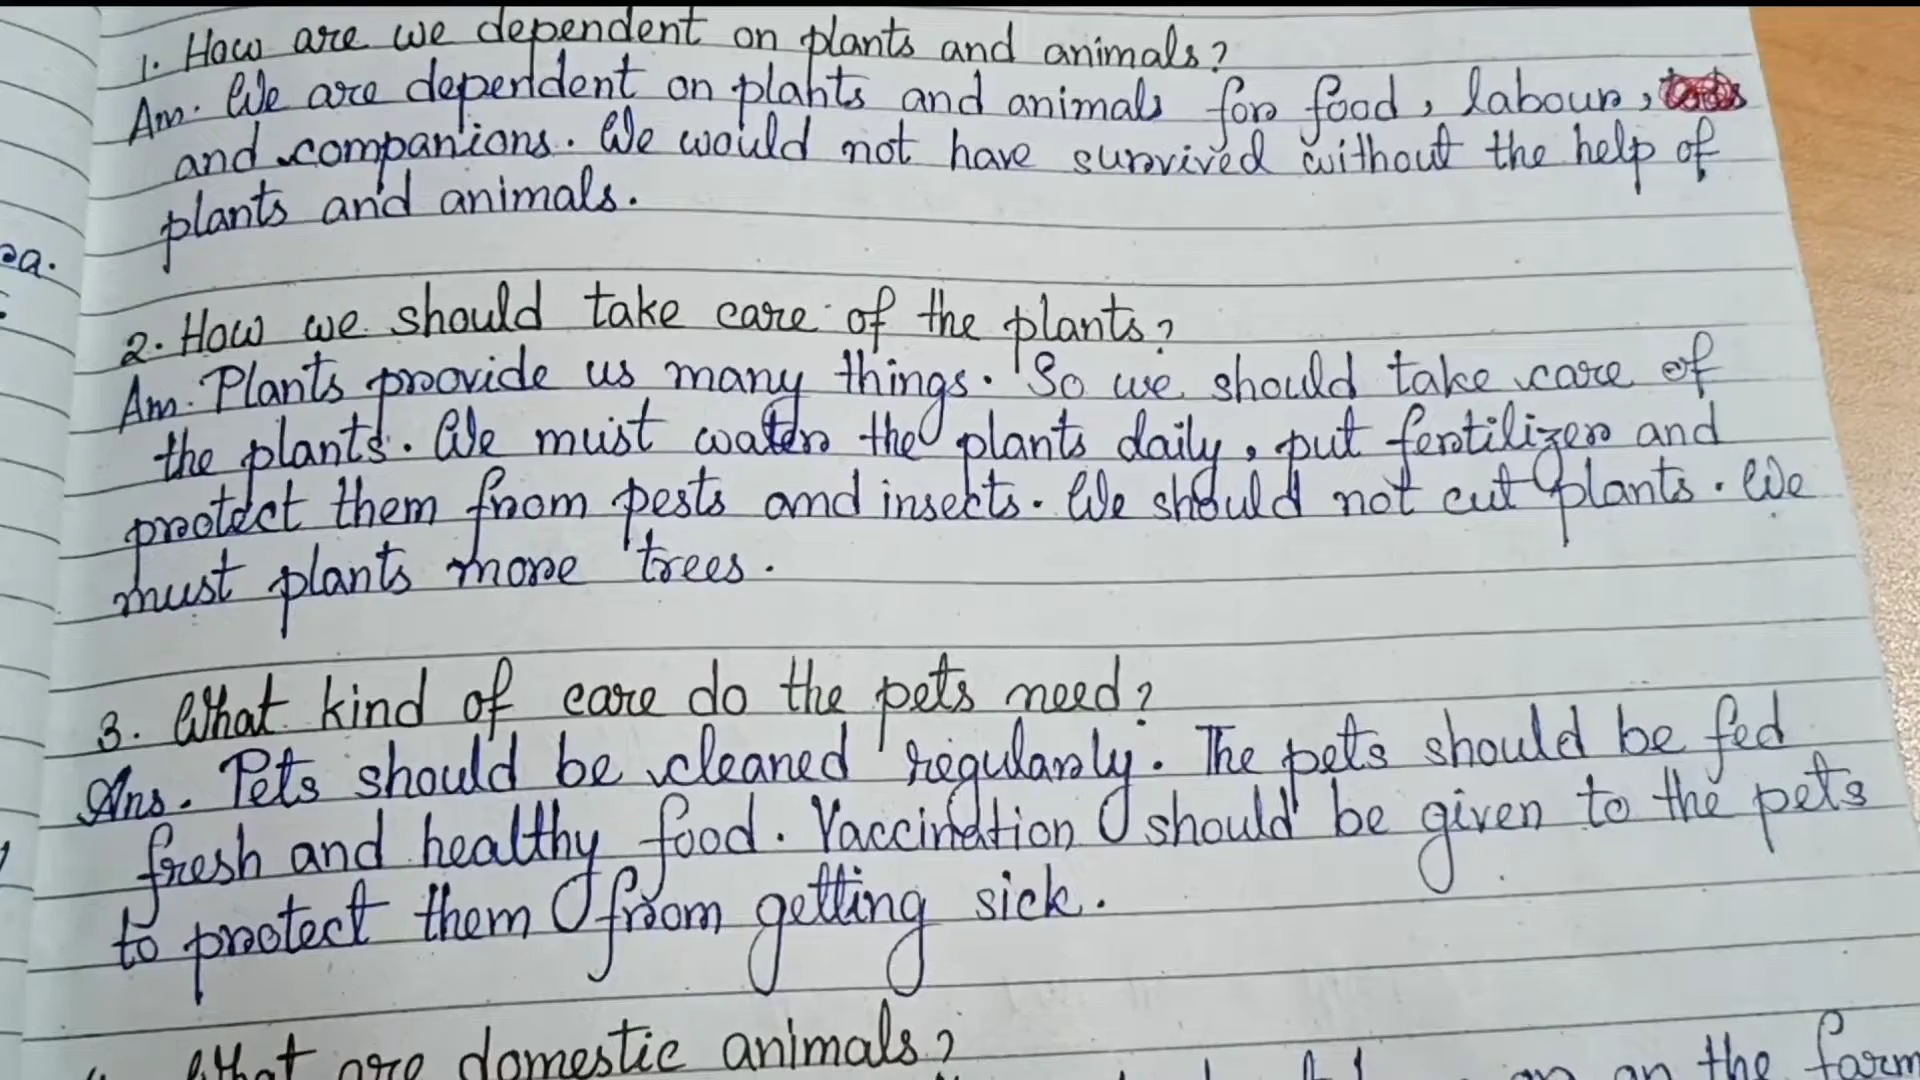 1. How are we dependent on plants and animals?
Ans. We are dependent on plants and animals for food, labour,
and companions. We would not have survived without the help of
plants and animals.
ea.
2. How we should take care of the plants?
Ans. Plants provide us many things. So we should take care of
the plants. We must water the plants daily, put fertilizer and
protect them from pests and insects. We should not cut plants. We
must plants more trees.
3. What kind of care do the pets need?
Ans. Pets should be cleaned regularly. The pets should be fed
fresh and healthy food. Vaccination should be given to the pets
to protect them from getting sick.
What are domestic animals?
on the farm